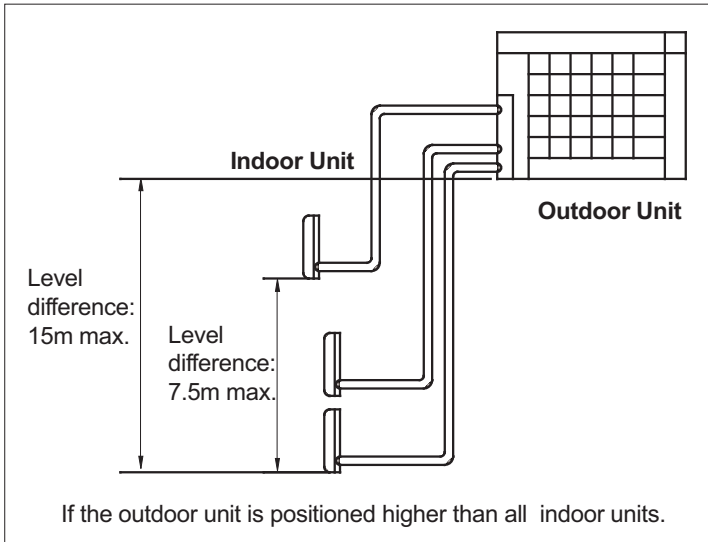 Indoor Unit
Outdoor Unit
Level
difference:
15m max.
Level
difference:
7.5m max.
If the outdoor unit is positioned higher than all indoor units.